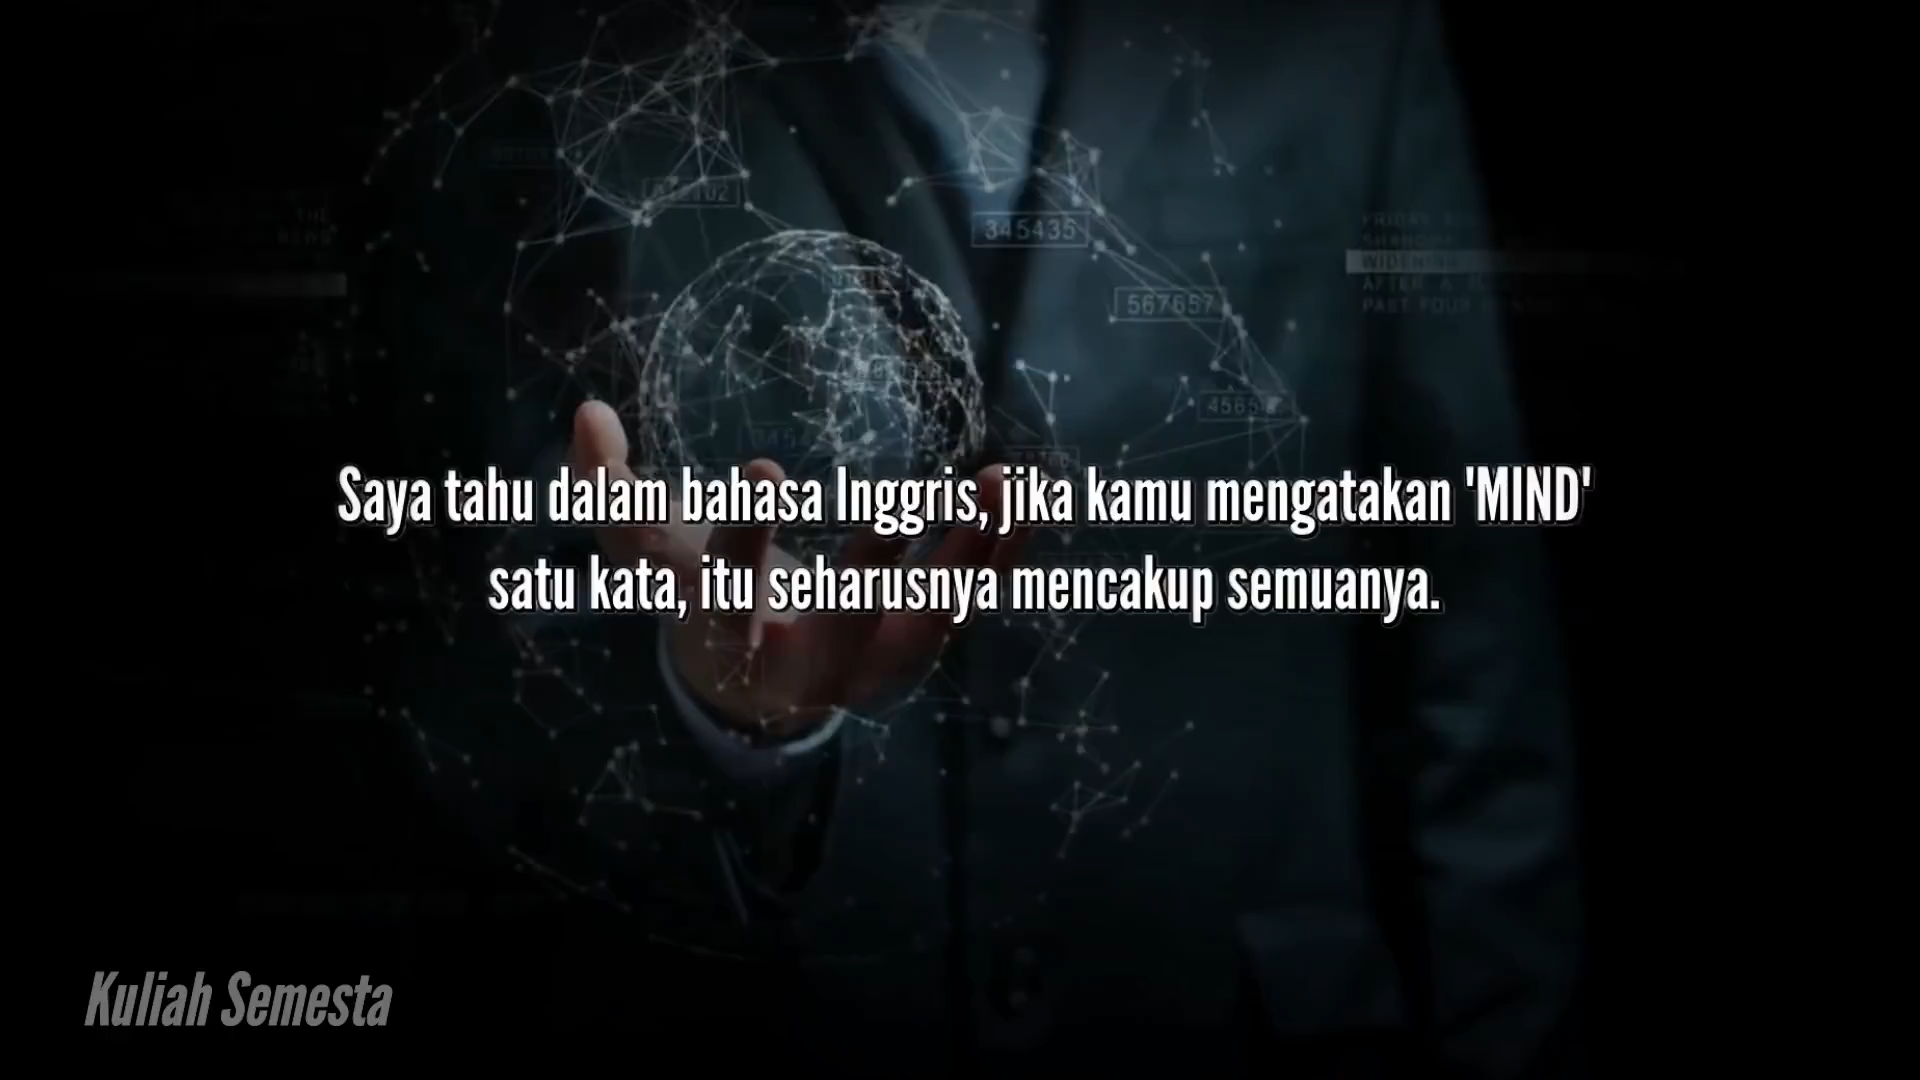 345435
567657
Saya tahu dalam bahasa Inggris, jika kamu mengatakan 'MIND'
satu kata, itu seharusnya mencakup semuanya.
Kuliah Semesta